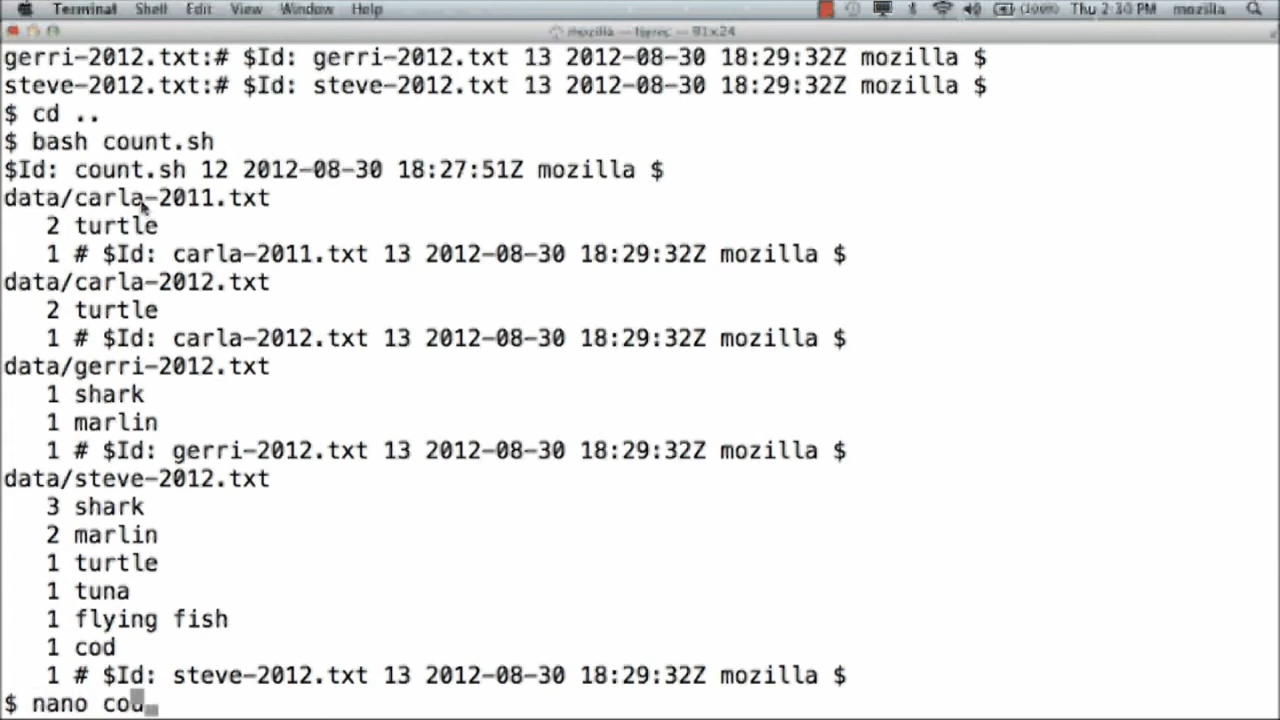 Terminal Shell Edit View Window Help (100%) Thu 2:30 PM mozilla
mozilla — — 91×24
gerri-2012.txt:# $Id: gerri-2012.txt 13 2012-08-30 18:29:32Z mozilla $
steve-2012.txt:# $Id: steve-2012.txt 13 2012-08-30 18:29:32Z mozilla $
$ cd ..
$ bash count.sh
$Id: count.sh 12 2012-08-30 18:27:51Z mozilla $
data/carla-2011.txt
2 turtle
1 # $Id: carla-2011.txt 13 2012-08-30 18:29:32Z mozilla $
data/carla-2012.txt
2 turtle
1 # $Id: carla-2012.txt 13 2012-08-30 18:29:32Z mozilla $
data/gerri-2012.txt
1 shark
1 marlin
1 # $Id: gerri-2012.txt 13 2012-08-30 18:29:32Z mozilla $
data/steve-2012.txt
3 shark
2 marlin
1 turtle
1 tuna
1 flying fish
1 cod
1 # $Id: steve-2012.txt 13 2012-08-30 18:29:32Z mozilla $
$ nano cou